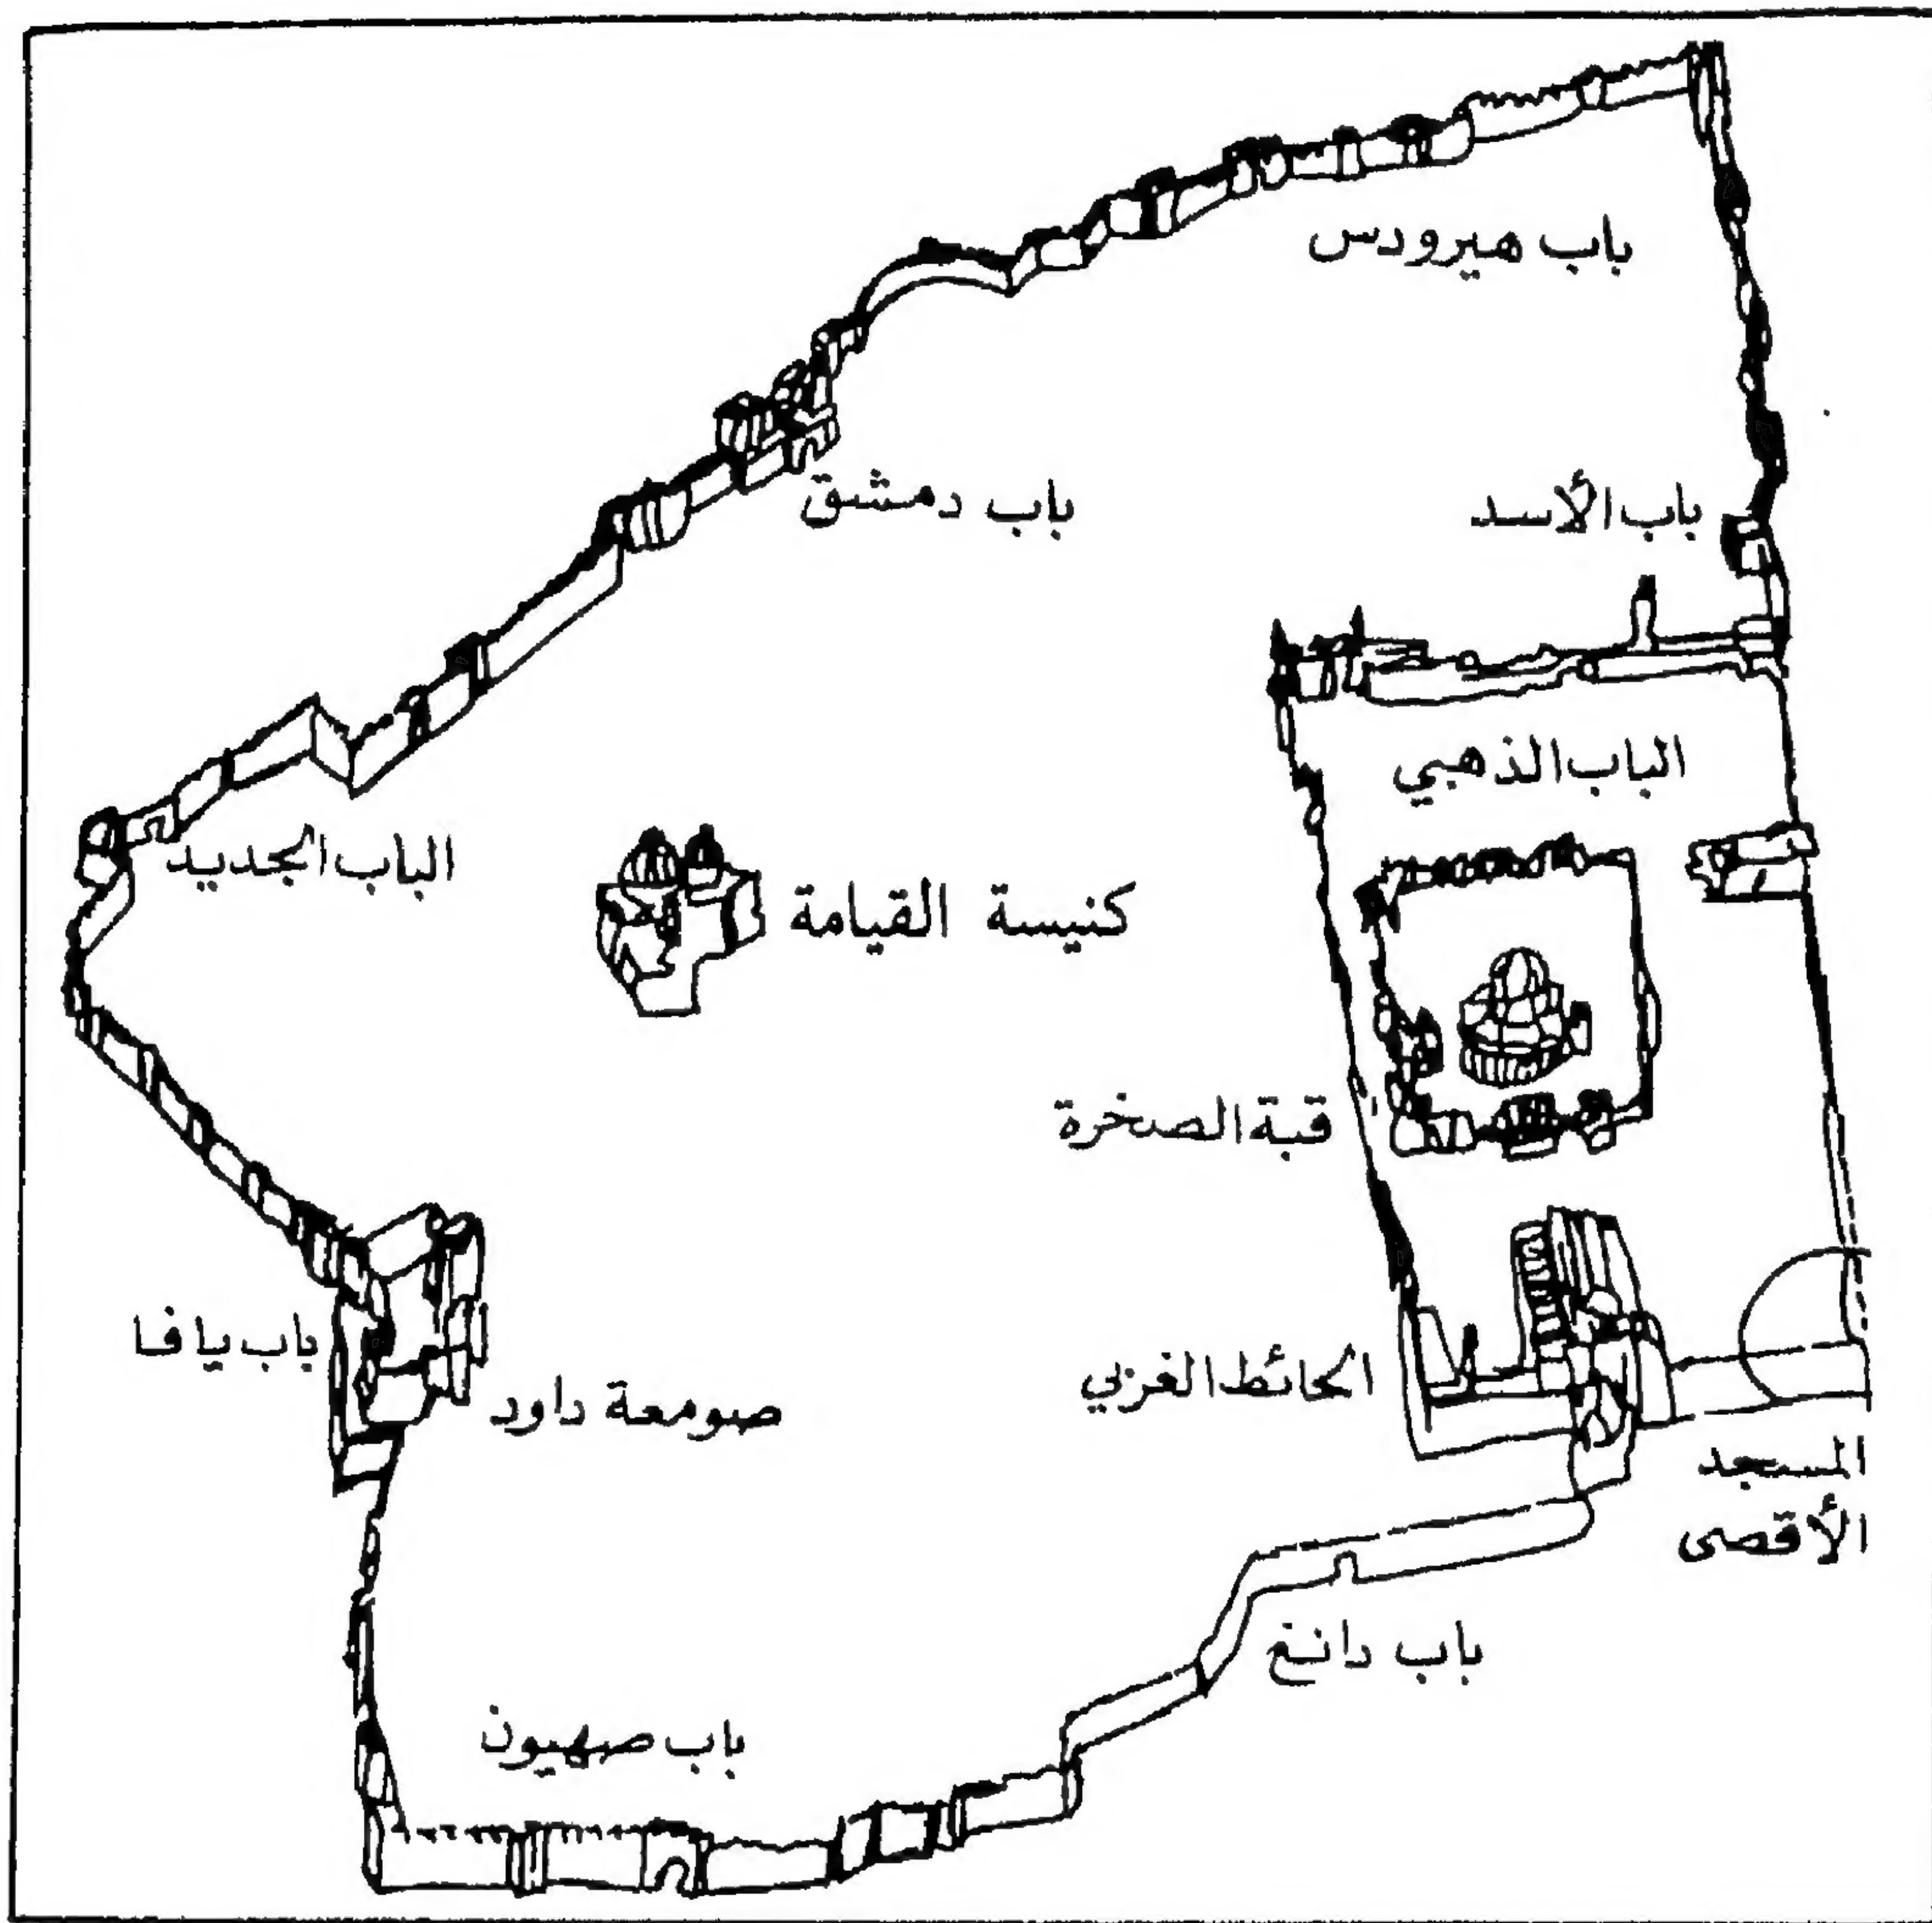 باب هيرودس
باب دمشق
باب الأسد
الباب الذهبي
الباب الجديد
كنيسة القيامة
قبة الصخرة
باب يافا
الحائط الغربي
صومعة داود
المسجد
الأقصى
باب دانغ
باب صهيون